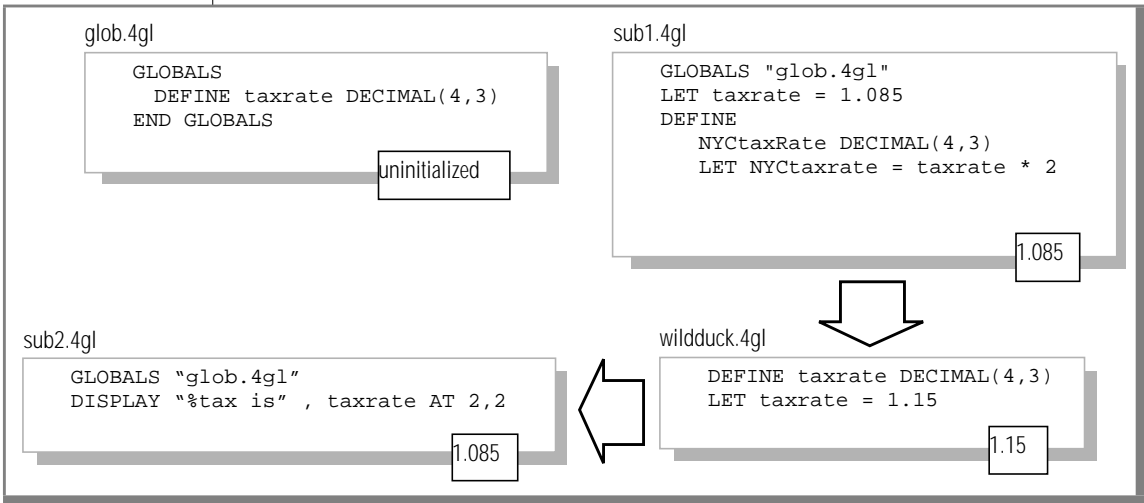 glob.4gl
GLOBALS
DEFINE taxrate DECIMAL(4,3)
END GLOBALS
uninitialized
sub1.4gl
GLOBALS "glob.4gl"
LET taxrate = 1.085
DEFINE
NYCtaxRate DECIMAL(4,3)
LET NYCtaxrate = taxrate * 2
1.085
wildduck.4gl
DEFINE taxrate DECIMAL(4,3)
LET taxrate = 1.15
1.15
sub2.4gl
GLOBALS “glob.4gl”
DISPLAY “%tax is” , taxrate AT 2,2
1.085